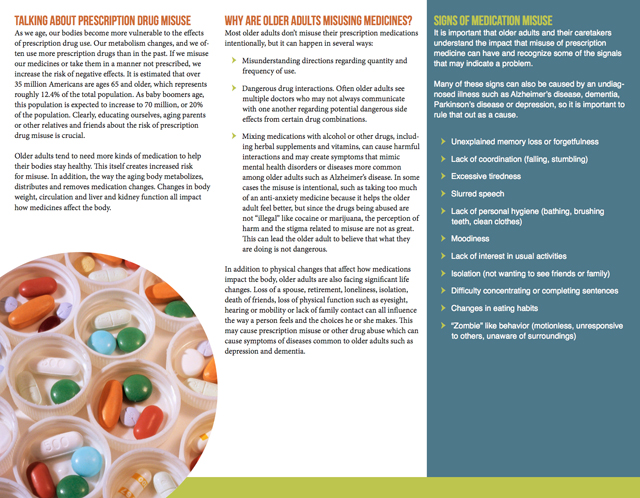 TALKING ABOUT PRESCRIPTION DRUG MISUSE
As we age, our bodies become more vulnerable to the effects
of prescription drug use. Our metabolism changes, and we of-
ten use more prescription drugs than in the past. If we misuse
our medicines or take them in a manner not prescribed, we
increase the risk of negative effects. It is estimated that over
35 million Americans are ages 65 and older, which represents
roughly 12.4% of the total population. As baby boomers age,
this population is expected to increase to 70 million, or 20%
of the population. Clearly, educating ourselves, aging parents
or other relatives and friends about the risk of prescription
drug misuse is crucial.
Older adults tend to need more kinds of medication to help
their bodies stay healthy. This itself creates increased risk
for misuse. In addition, the way the aging body metabolizes,
distributes and removes medication changes. Changes in body
weight, circulation and liver and kidney function all impact
how medicines affect the body.
WHY ARE OLDER ADULTS MISUSING MEDICINES?
Most older adults don't misuse their prescription medications
intentionally, but it can happen in several ways:
Misunderstanding directions regarding quantity and
frequency of use.
Dangerous drug interactions. Often older adults see
multiple doctors who may not always communicate
with one another regarding potential dangerous side
effects from certain drug combinations.
Mixing medications with alcohol or other drugs, includ-
ing herbal supplements and vitamins, can cause harmful
interactions and may create symptoms that mimic
mental health disorders or diseases more common
among older adults such as Alzheimer's disease. In some
cases the misuse is intentional, such as taking too much
of an anti-anxiety medicine because it helps the older
adult feel better, but since the drugs being abused are
not "illegal" like cocaine or marijuana, the perception of
harm and the stigma related to misuse are not as great.
This can lead the older adult to believe that what they
are doing is not dangerous.
In addition to physical changes that affect how medications
impact the body, older adults are also facing significant life
changes. Loss of a spouse, retirement, loneliness, isolation,
death of friends, loss of physical function such as eyesight,
hearing or mobility or lack of family contact can all influence
the way a person feels and the choices he or she makes. This
may cause prescription misuse or other drug abuse which can
cause symptoms of diseases common to older adults such as
depression and dementia.
SIGNS OF MEDICATION MISUSE
It is important that older adults and their caretakers
understand the impact that misuse of prescription
medicine can have and recognize some of the signals
that may indicate a problem.
Many of these signs can also be caused by an undiag-
nosed illness such as Alzheimer's disease, dementia,
Parkinson's disease or depression, so it is important to
rule that out as a cause.
Unexplained memory loss or forgetfulness
Lack of coordination (falling, stumbling)
Excessive tiredness
Slurred speech
Lack of personal hygiene (bathing, brushing
teeth, clean clothes)
Moodiness
Lack of interest in usual activities
Isolation (not wanting to see friends or family)
Difficulty concentrating or completing sentences
Changes in eating habits
"Zombie" like behavior (motionless, unresponsive
to others, unaware of surroundings)